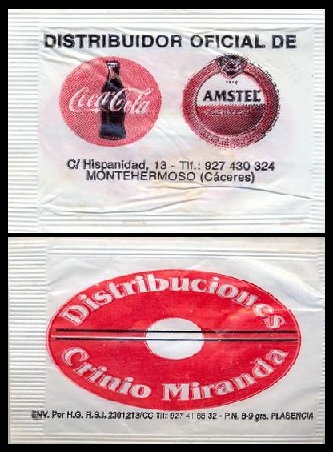 DISTRIBUIDOR OFICIAL DE
Coca-Cola
AMSTEL
C/ Hispanidad, 13 - Tlf.: 927 430 324
MONTEHERMOSO (Cáceres)
Distribuciones
Crinio Miranda
ENV. Por H.G. R.S.I. 2301213/CC Tlf: 927 41 68 32 - P.N. 8-9 grs. PLASENCIA